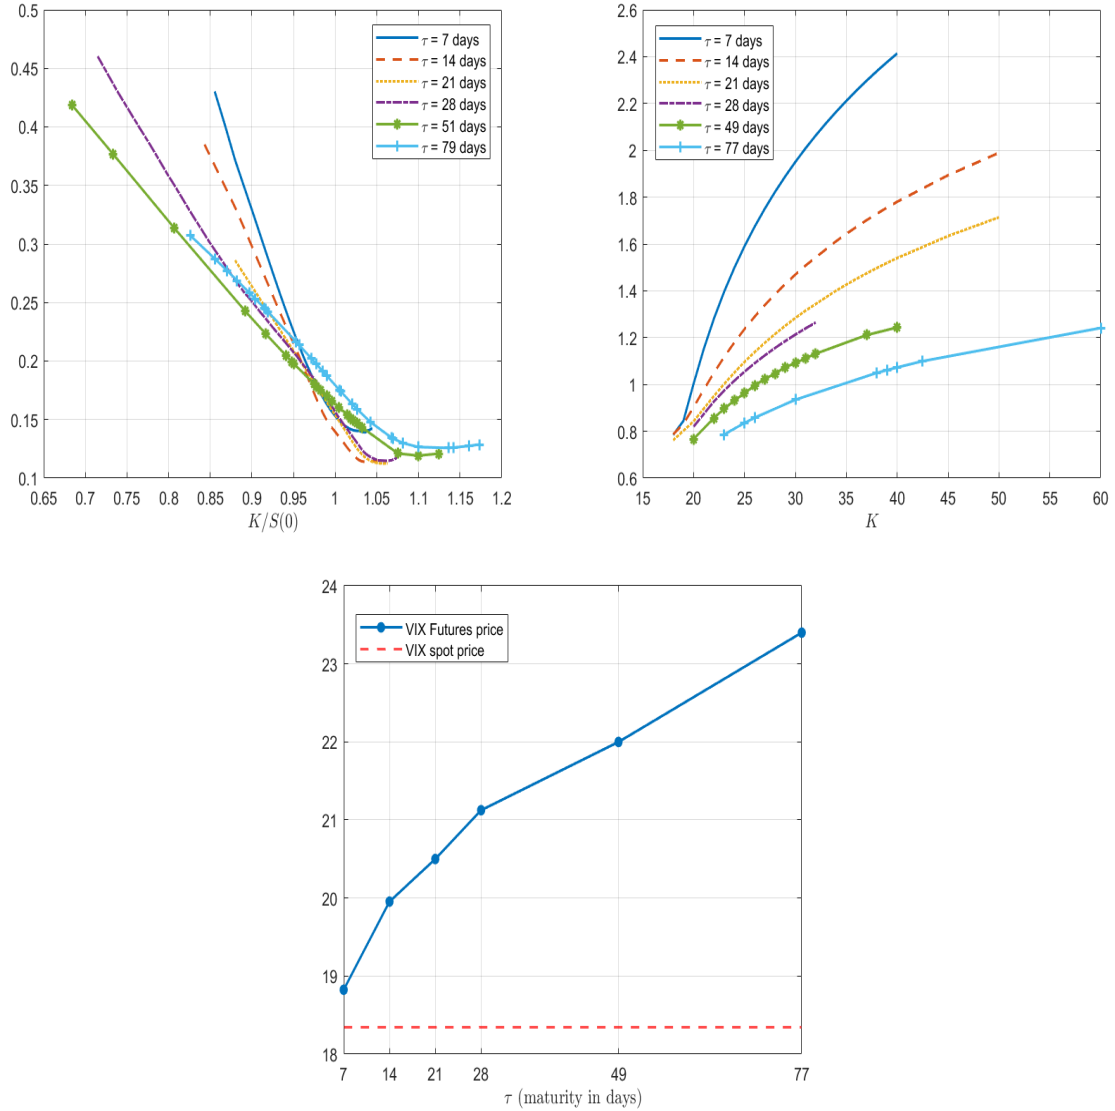 0.5
0.45
0.4
0.35
0.3
0.25
0.2
0.15
0.1
0.65 0.7 0.75 0.8 0.85 0.9 0.95 1 1.05 1.1 1.15 1.2
K/S(0)
τ = 7 days
τ = 14 days
τ = 21 days
τ = 28 days
τ = 51 days
τ = 79 days
2.6
2.4
2.2
2
1.8
1.6
1.4
1.2
1
0.8
0.6
15 20 25 30 35 40 45 50 55 60
K
τ = 7 days
τ = 14 days
τ = 21 days
τ = 28 days
τ = 49 days
τ = 77 days
24
23
22
21
20
19
18
7 14 21 28 49 77
τ (maturity in days)
VIX Futures price
VIX spot price